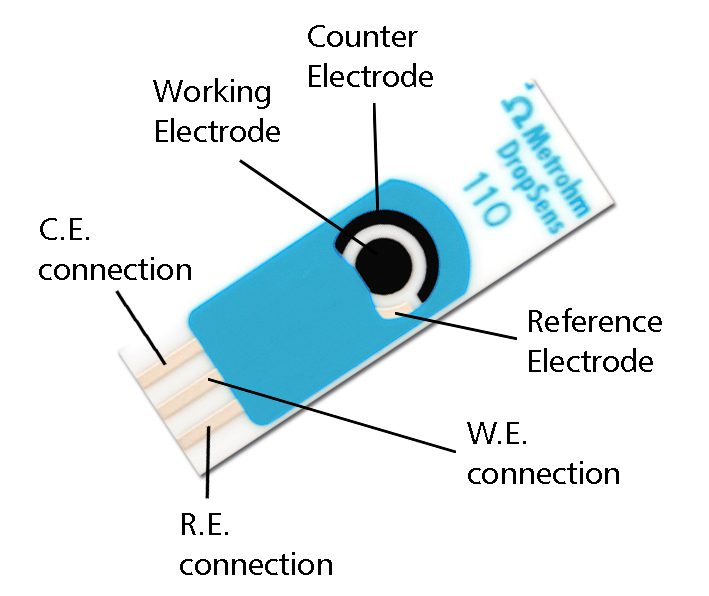 Counter
Electrode
Working
Electrode
Ω Metrohm
DropSens
110
C.E.
connection
Reference
Electrode
W.E.
connection
R.E.
connection